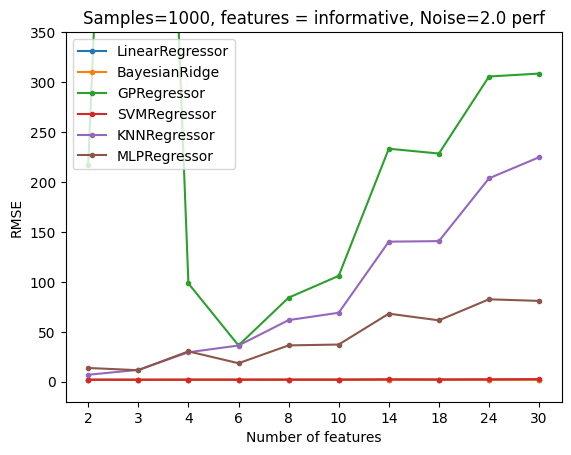 Samples=1000, features = informative, Noise=2.0 perf
350
300
250
200
150
100
50
0
RMSE
LinearRegressor
BayesianRidge
GPRegressor
SVMRegressor
KNNRegressor
MLPRegressor
2 3 4 6 8 10 14 18 24 30
Number of features